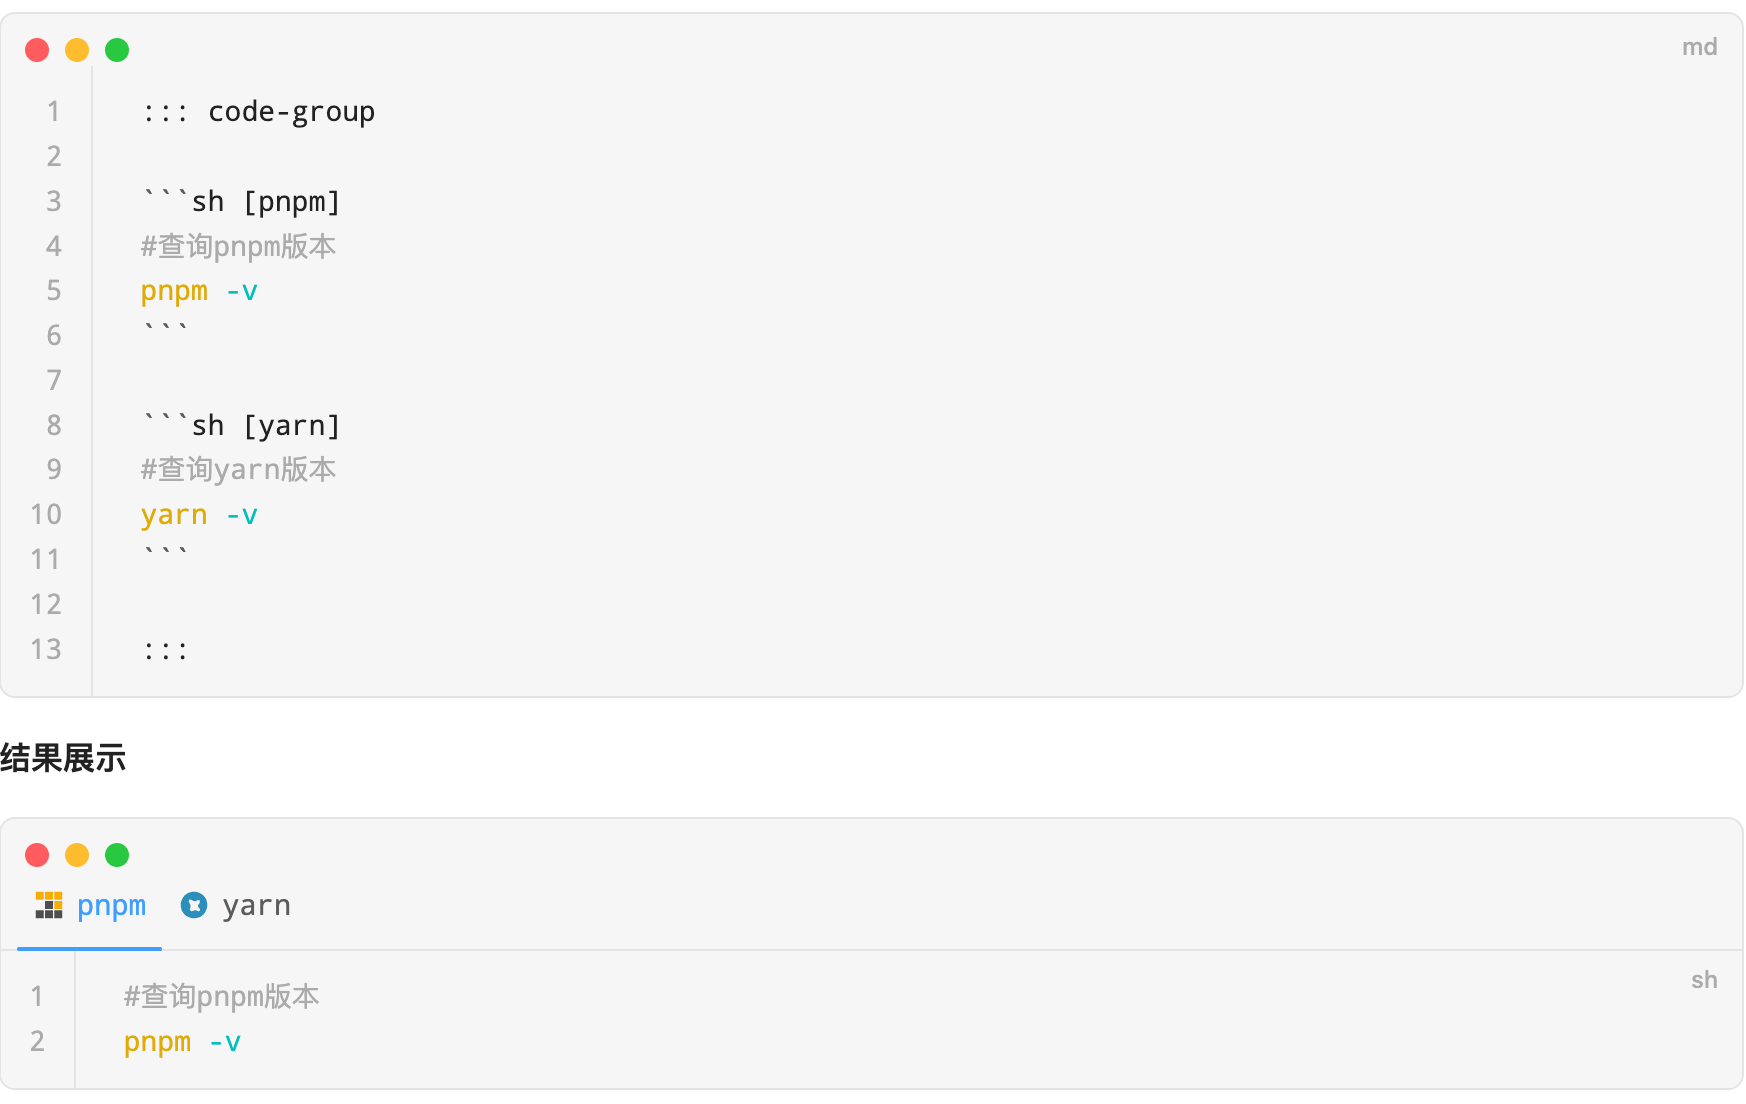 md
1 ::: code-group
2
3 ```sh [pnpm]
4 #查询pnpm版本
5 pnpm -v
6 ```
7
8 ```sh [yarn]
9 #查询yarn版本
10 yarn -v
11 ```
12
13 :::
结果展示
pnpm yarn
sh
1 #查询pnpm版本
2 pnpm -v